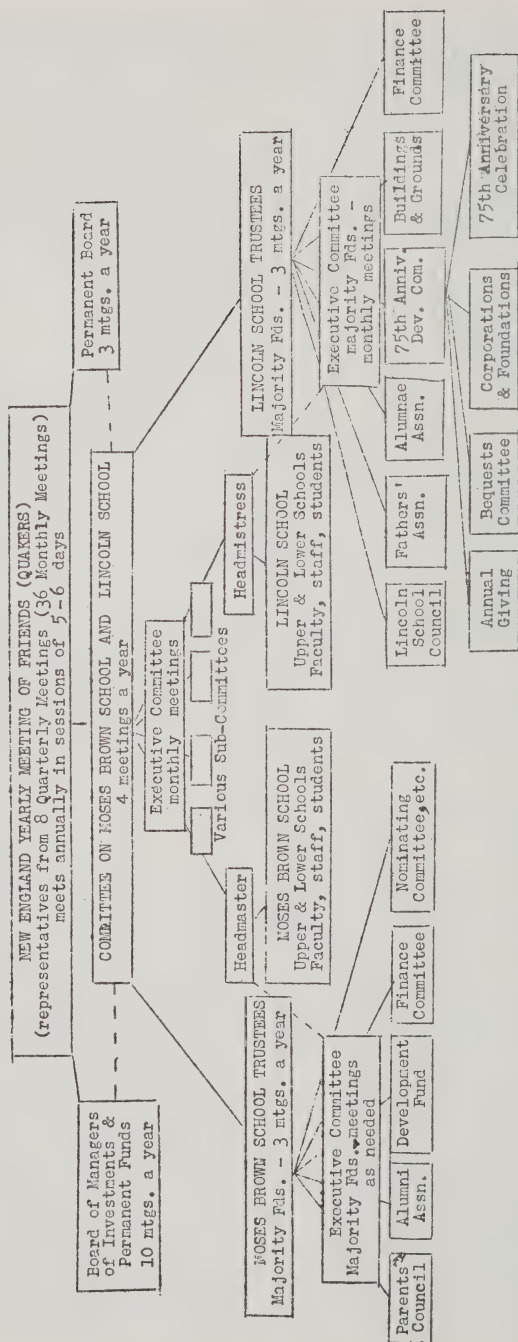 NEW ENGLAND YEARLY MEETING OF FRIENDS (QUAKERS)
(representatives from 8 Quarterly Meetings (36 Monthly Meetings)
meets annually in sessions of 5-6 days
Board of Managers
of Investments &
Permanent Funds
10 mtgs. a year
Permanent Board
3 mtgs. a year
COMMITTEE ON MOSES BROWN SCHOOL AND LINCOLN SCHOOL
4 meetings a year
Executive Committee
monthly meetings
Various Sub-Committees
Headmaster
Headmistress
MOSES BROWN SCHOOL TRUSTEES
Majority Fds. - 3 mtgs. a year
MOSES BROWN SCHOOL
Upper & Lower Schools
Faculty, staff, students
LINCOLN SCHOOL
Upper & Lower Schools
Faculty, staff, students
LINCOLN SCHOOL TRUSTEES
Majority Fds. - 3 mtgs. a year
Executive Committee
Majority Fds. - meetings
as needed
Executive Committee
majority Fds. -
monthly meetings
Parents'
Council
Alumni
Assn.
Development
Fund
Finance
Committee
Nominating
Committee, etc.
Lincoln
School
Council
Fathers'
Assn.
Alumnae
Assn.
75th Anniv.
Dev. Com.
Buildings
& Grounds
Finance
Committee
Annual
Giving
Bequests
Committee
Corporations
& Foundations
75th Anniversary
Celebration